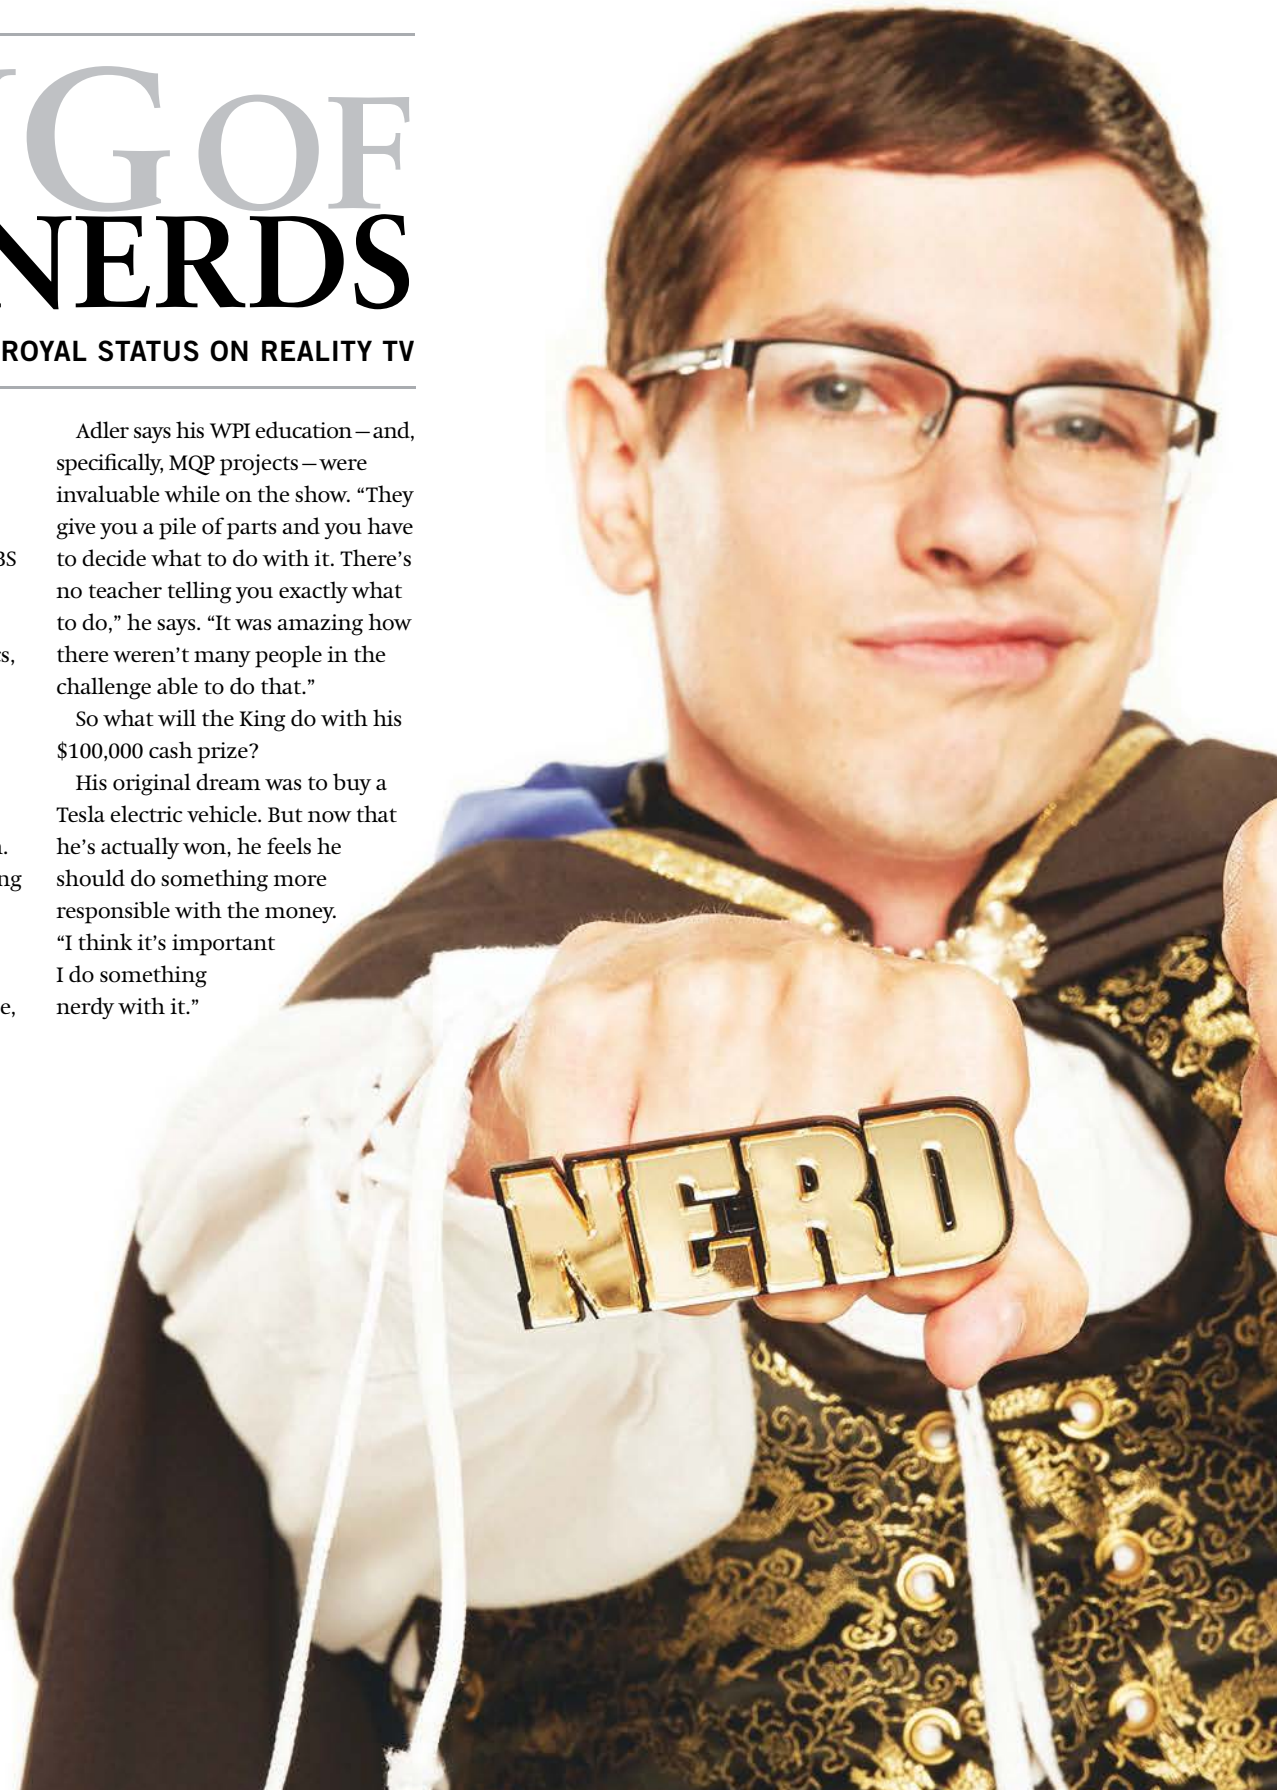 G OF
NERDS
ROYAL STATUS ON REALITY TV
BS
s,
.
ng
e,
Adler says his WPI education—and,
specifically, MQP projects—were
invaluable while on the show. “They
give you a pile of parts and you have
to decide what to do with it. There’s
no teacher telling you exactly what
to do,” he says. “It was amazing how
there weren’t many people in the
challenge able to do that.”
So what will the King do with his
$100,000 cash prize?
His original dream was to buy a
Tesla electric vehicle. But now that
he’s actually won, he feels he
should do something more
responsible with the money.
“I think it’s important
I do something
nerdy with it.”
NERD